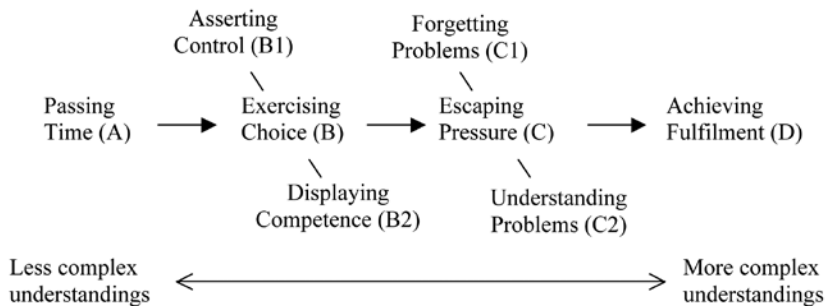 Asserting
Control (B1)
Forgetting
Problems (C1)
Passing
Time (A)
Exercising
Choice (B)
Escaping
Pressure (C)
Achieving
Fulfilment (D)
Displaying
Competence (B2)
Understanding
Problems (C2)
Less complex
understandings
More complex
understandings